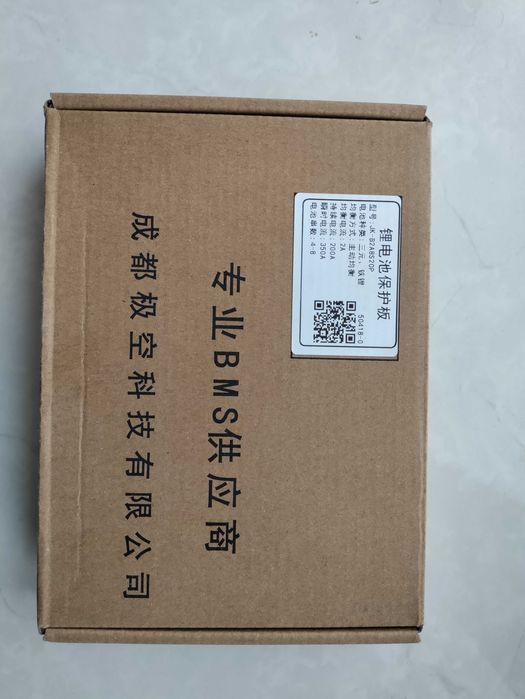 锂电池保护板
型号：JK-B2A8S20P
电池种类：三元，铁锂
均衡方式：主动均衡
均衡电流：2A
持续电流：200A
瞬时电流：350A
电池串数：4-8
50418-0
专业BMS供应商
成都极空科技有限公司